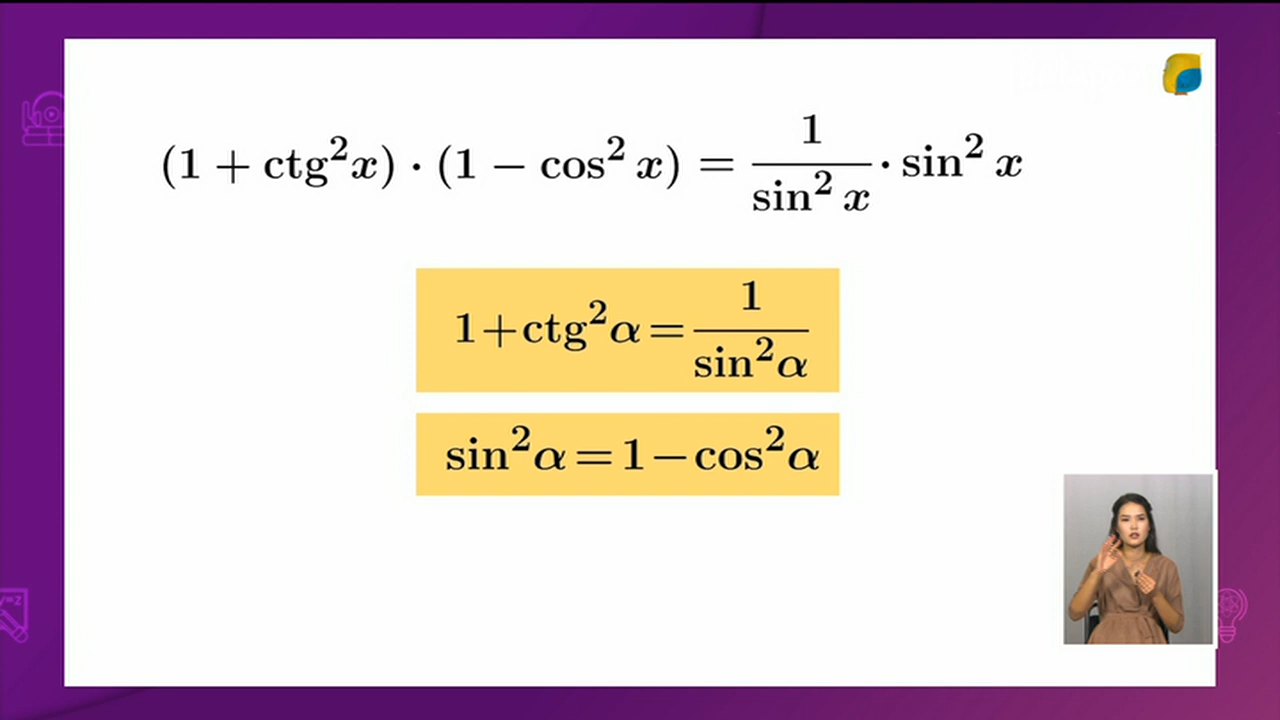 (1 + ctg²x) · (1 − cos² x) = 1/sin² x · sin² x
1+ctg²α=1/sin²α
sin²α=1−cos²α
y=z